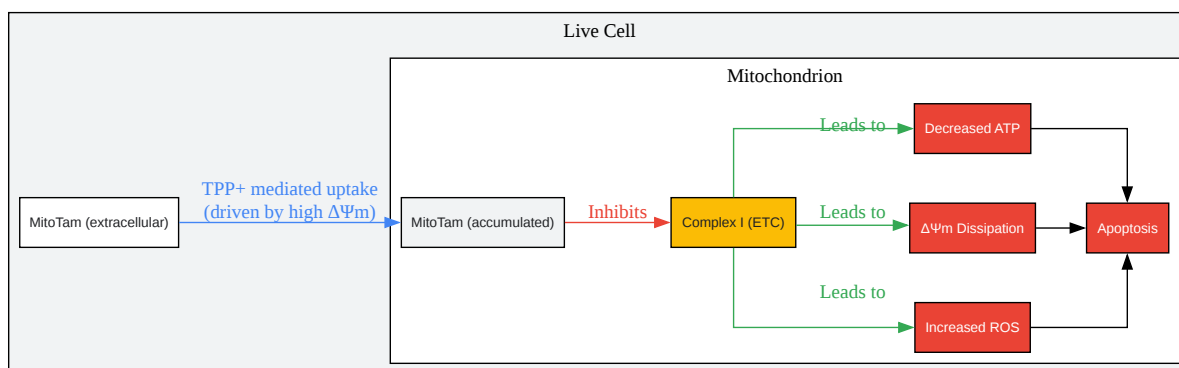 Live Cell
Mitochondrion
MitoTam (extracellular)
TPP+ mediated uptake
(driven by high ΔΨm)
MitoTam (accumulated)
Inhibits
Complex I (ETC)
Leads to
Decreased ATP
Leads to
ΔΨm Dissipation
Leads to
Increased ROS
Apoptosis